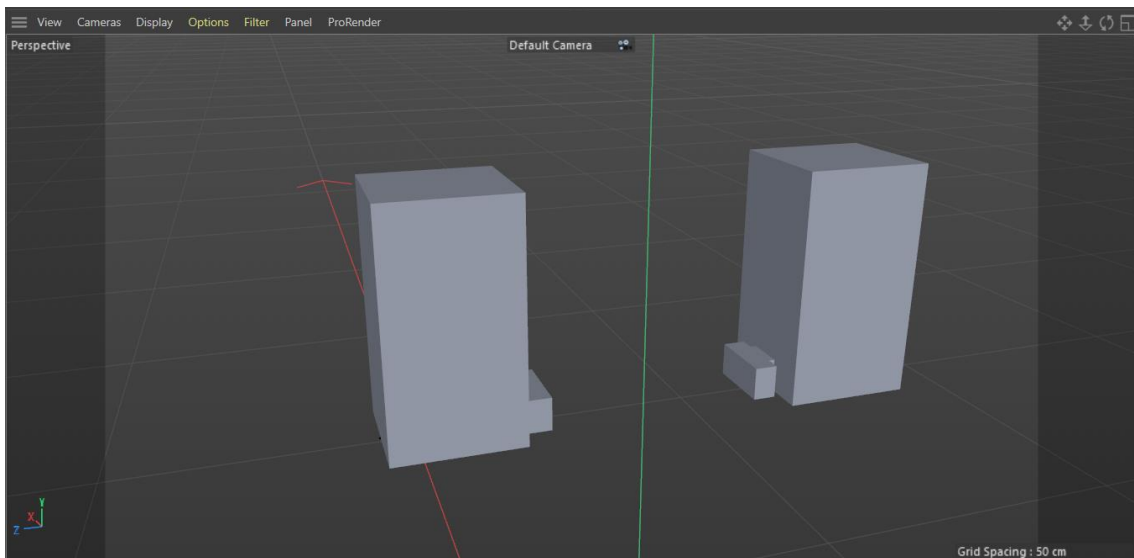 View Cameras Display Options Filter Panel ProRender
Perspective
Default Camera
Y
X
Z
Grid Spacing : 50 cm